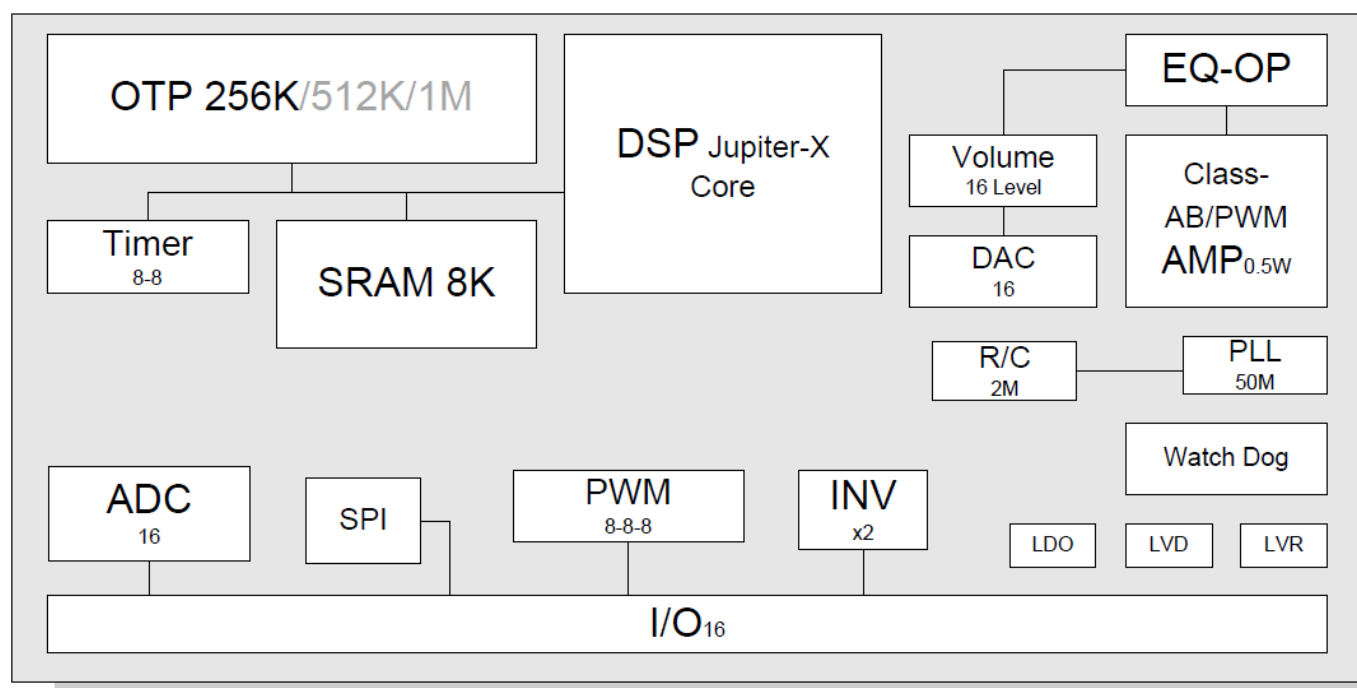 OTP 256K/512K/1M
DSP Jupiter-X
Core
EQ-OP
Volume
16 Level
Class-
AB/PWM
AMP0.5W
Timer
8-8
SRAM 8K
DAC
16
R/C
2M
PLL
50M
Watch Dog
ADC
16
SPI
PWM
8-8-8
INV
x2
LDO
LVD
LVR
I/O16